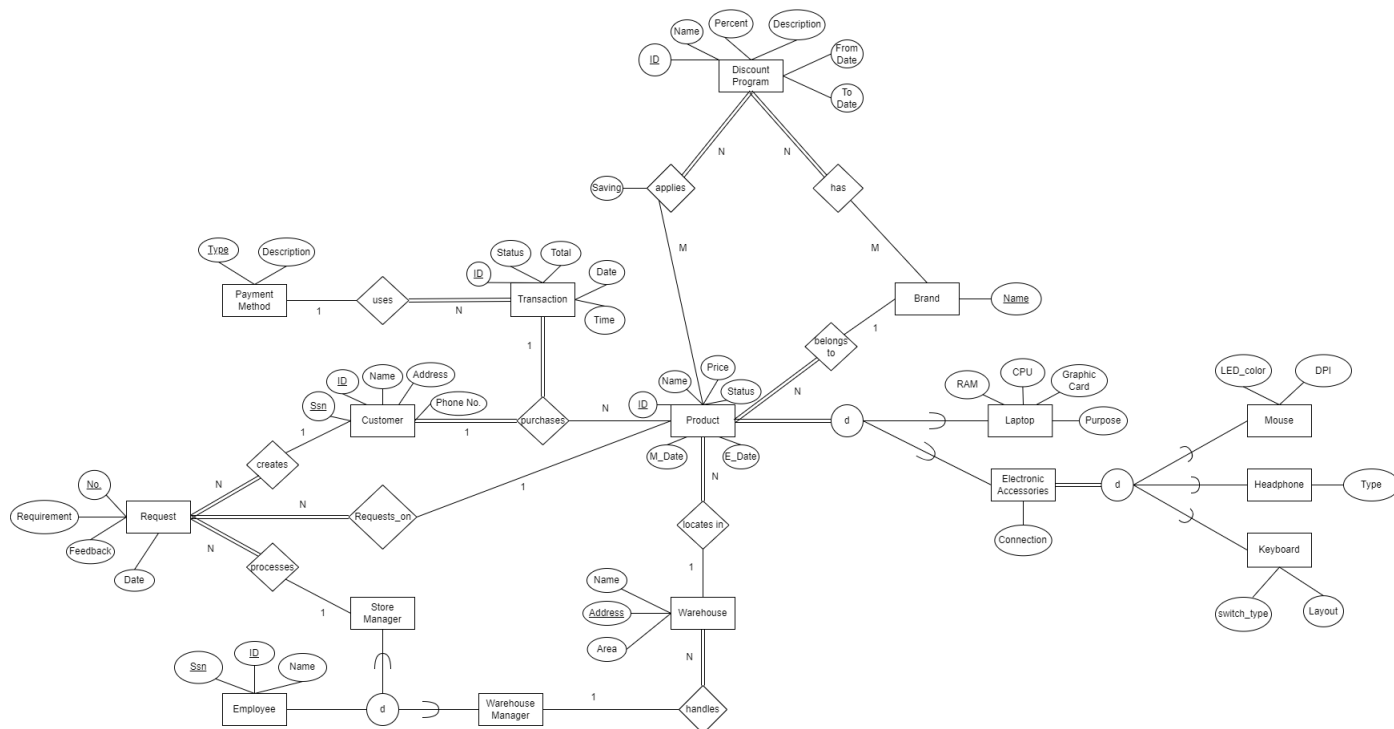 Percent
Description
Name
From
Date
ID
Discount
Program
To
Date
N
N
Saving
applies
has
M
M
Type
Description
Status
Total
ID
Date
Payment
Method
uses
Transaction
Brand
Name
1
N
Time
1
1
belongs
to
ID
Name
Address
Price
Name
Status
CPU
Graphic
Card
LED_color
DPI
RAM
Ssn
Phone No.
ID
N
Customer
1
purchases
N
Product
d
Laptop
Purpose
Mouse
1
M_Date
E_Date
creates
No.
N
1
N
Electronic
Accessories
d
Headphone
Type
Requirement
Request
N
Requests_on
locates in
Feedback
N
Connection
Date
processes
1
Keyboard
Name
1
Store
Manager
Address
Warehouse
switch_type
Layout
Area
Ssn
ID
Name
N
Employee
d
Warehouse
Manager
1
handles